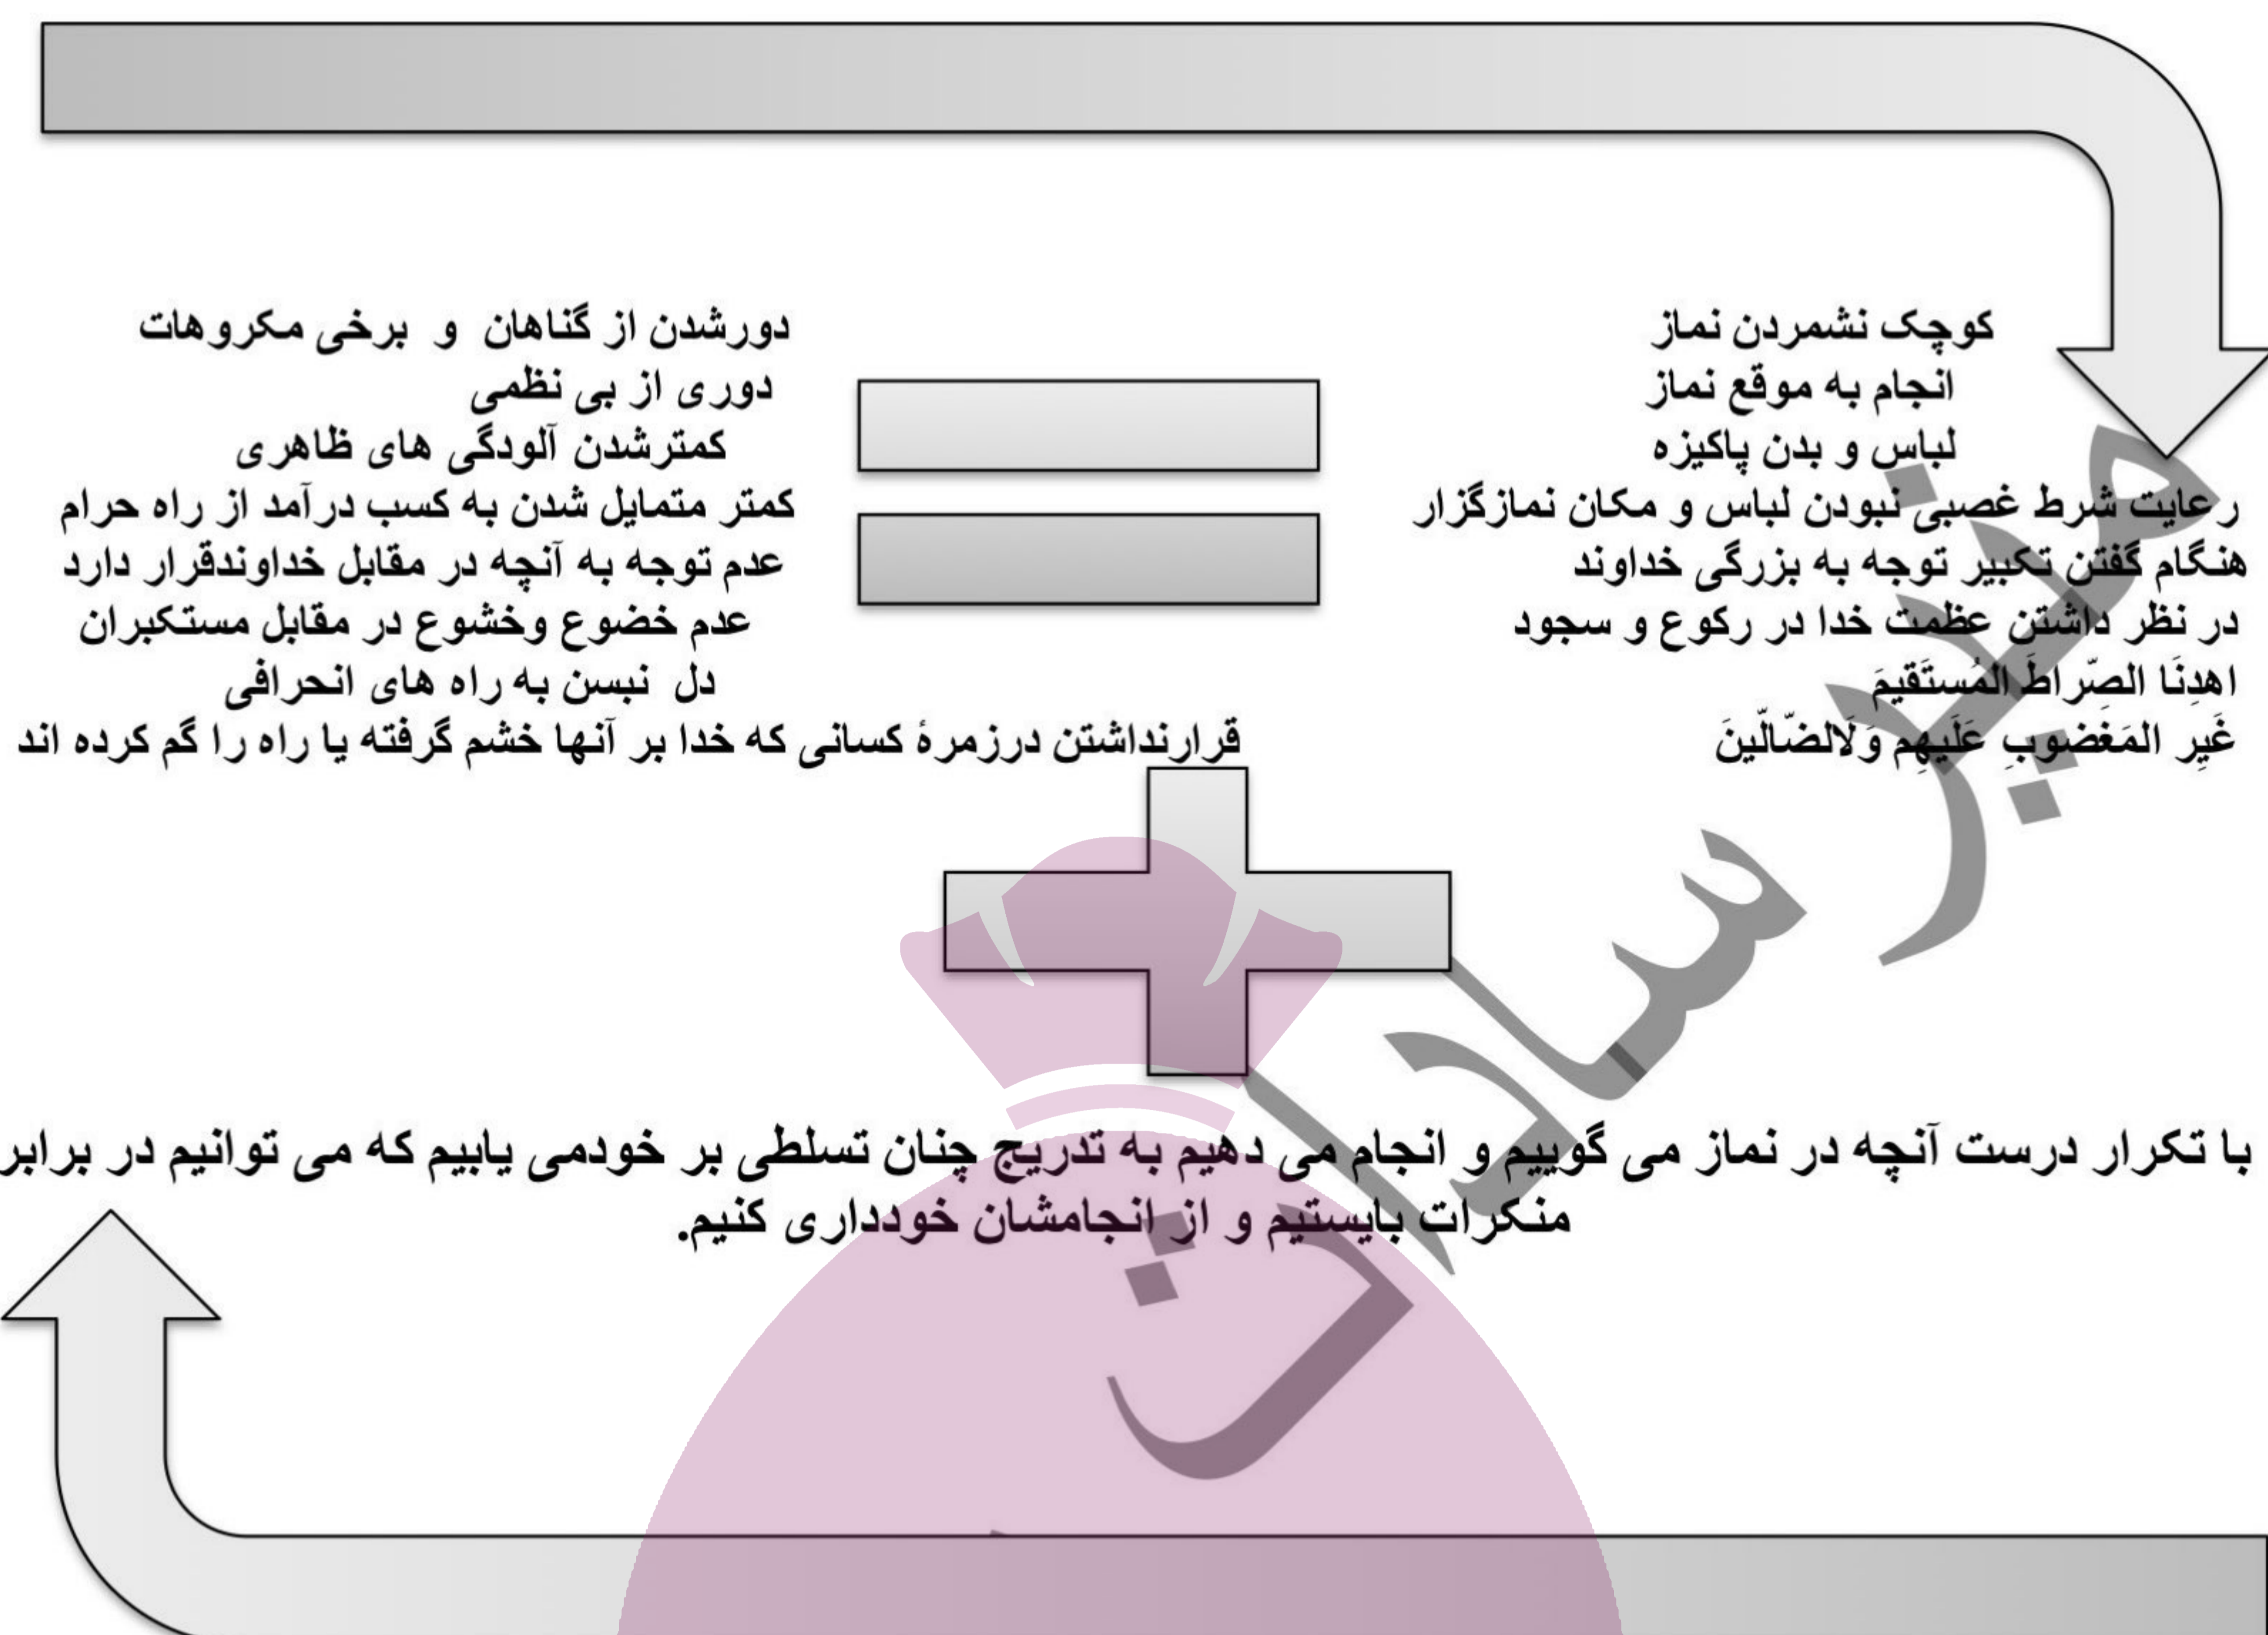 کوچک نشمردن نماز
انجام به موقع نماز
لباس و بدن پاکیزه
رعایت شرط غصبی نبودن لباس و مکان نمازگزار
هنگام گفتن تکبیر توجه به بزرگی خداوند
در نظر داشتن عظمت خدا در رکوع و سجود
اهدِنَا الصِّرَاطَ المُستَقیمَ
غَیرِ المَغضوبِ عَلَیهِم وَلَالضّالّینَ
دورشدن از گناهان و برخی مکروهات
دوری از بی نظمی
کمترشدن آلودگی های ظاهری
کمتر متمایل شدن به کسب درآمد از راه حرام
عدم توجه به آنچه در مقابل خداوندقرار دارد
عدم خضوع وخشوع در مقابل مستکبران
دل نبسن به راه های انحرافی
قرارنداشتن درزمرۀ کسانی که خدا بر آنها خشم گرفته یا راه را گم کرده اند
با تکرار درست آنچه در نماز می گوییم و انجام می دهیم به تدریج چنان تسلطی بر خودمی یابیم که می توانیم در برابر
منکرات بایستیم و از انجامشان خودداری کنیم.
سادات